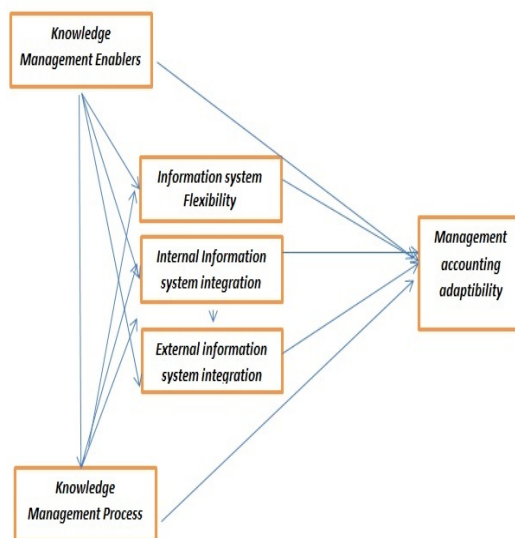 Knowledge
Management Enablers
Information system
Flexibility
Internal Information
system integration
External information
system integration
Management
accounting
adaptibility
Knowledge
Management Process